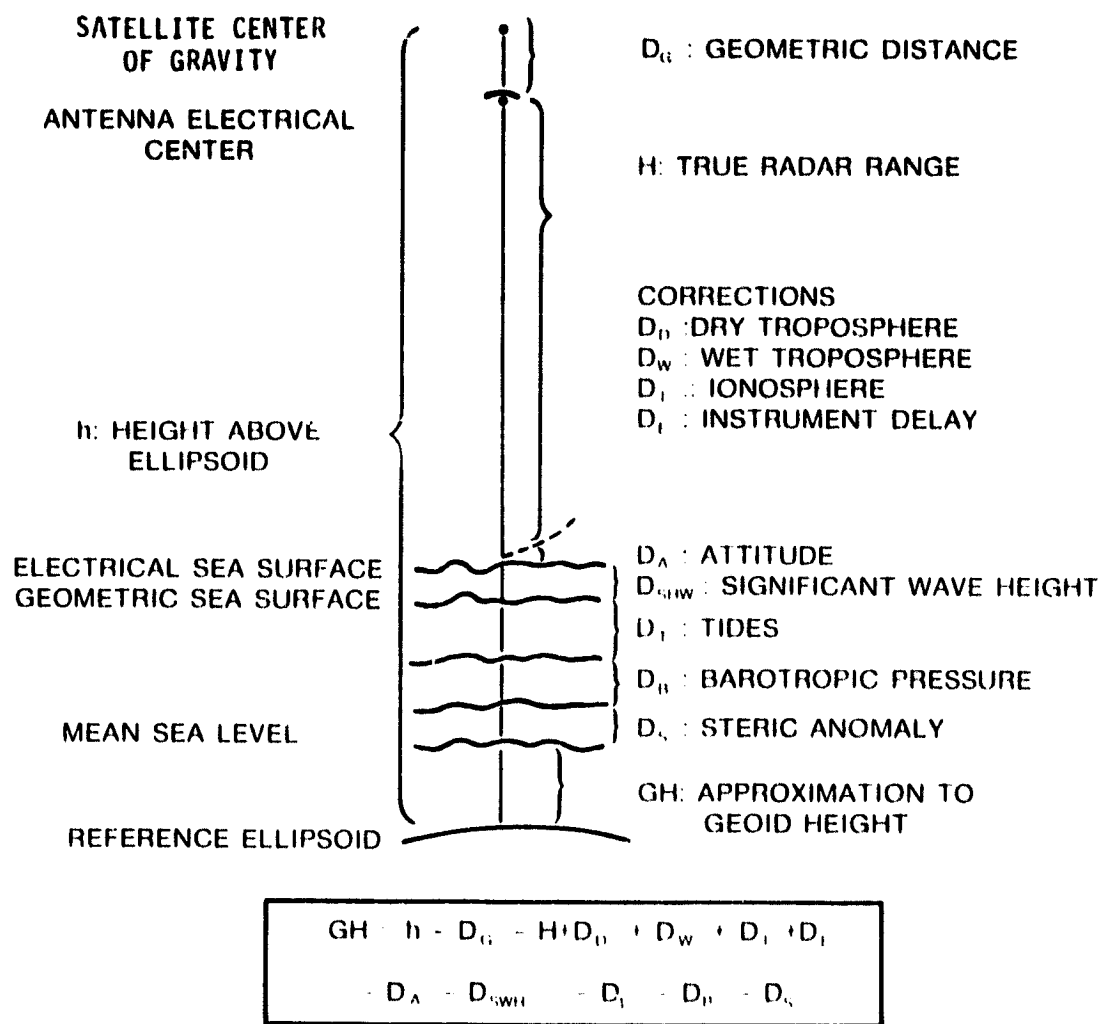 SATELLITE CENTER
OF GRAVITY
D_G : GEOMETRIC DISTANCE
ANTENNA ELECTRICAL
CENTER
H: TRUE RADAR RANGE
CORRECTIONS
D_D : DRY TROPOSPHERE
D_W : WET TROPOSPHERE
D_I : IONOSPHERE
D_I : INSTRUMENT DELAY
h: HEIGHT ABOVE
ELLIPSOID
ELECTRICAL SEA SURFACE
GEOMETRIC SEA SURFACE
D_A : ATTITUDE
D_SHW : SIGNIFICANT WAVE HEIGHT
D_T : TIDES
D_B : BAROTROPIC PRESSURE
MEAN SEA LEVEL
D_S : STERIC ANOMALY
GH: APPROXIMATION TO
GEOID HEIGHT
REFERENCE ELLIPSOID
GH h - D_G - H + D_D + D_W + D_I + D_I
- D_A - D_SWH - D_T - D_B - D_S